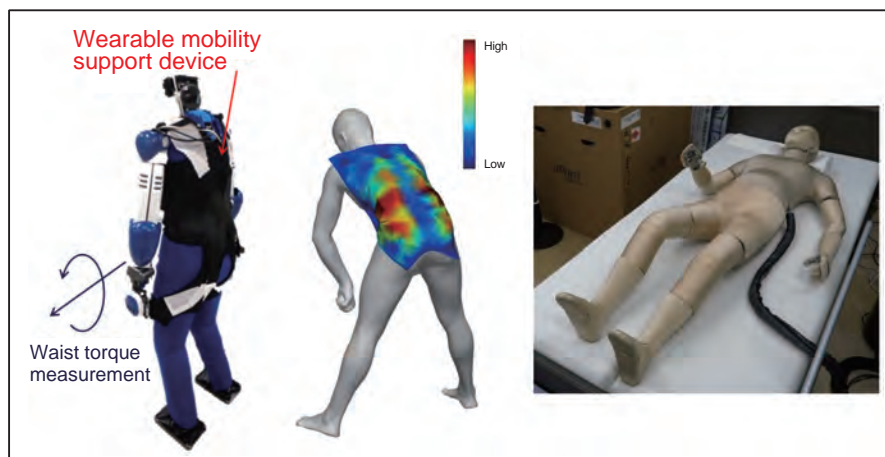 Wearable mobility
support device
High
Low
Waist torque
measurement